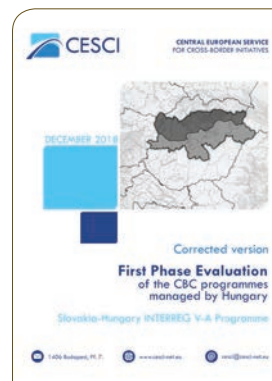 CESCI
CENTRAL EUROPEAN SERVICE
FOR CROSS-BORDER INITIATIVES
DECEMBER 2018
Corrected version
First Phase Evaluation
of the CBC programmes
managed by Hungary
Slovakia-Hungary INTERREG V-A Programme
1406 Budapest, Pf. 7.
www.cesci-net.eu
cesci@cesci-net.eu